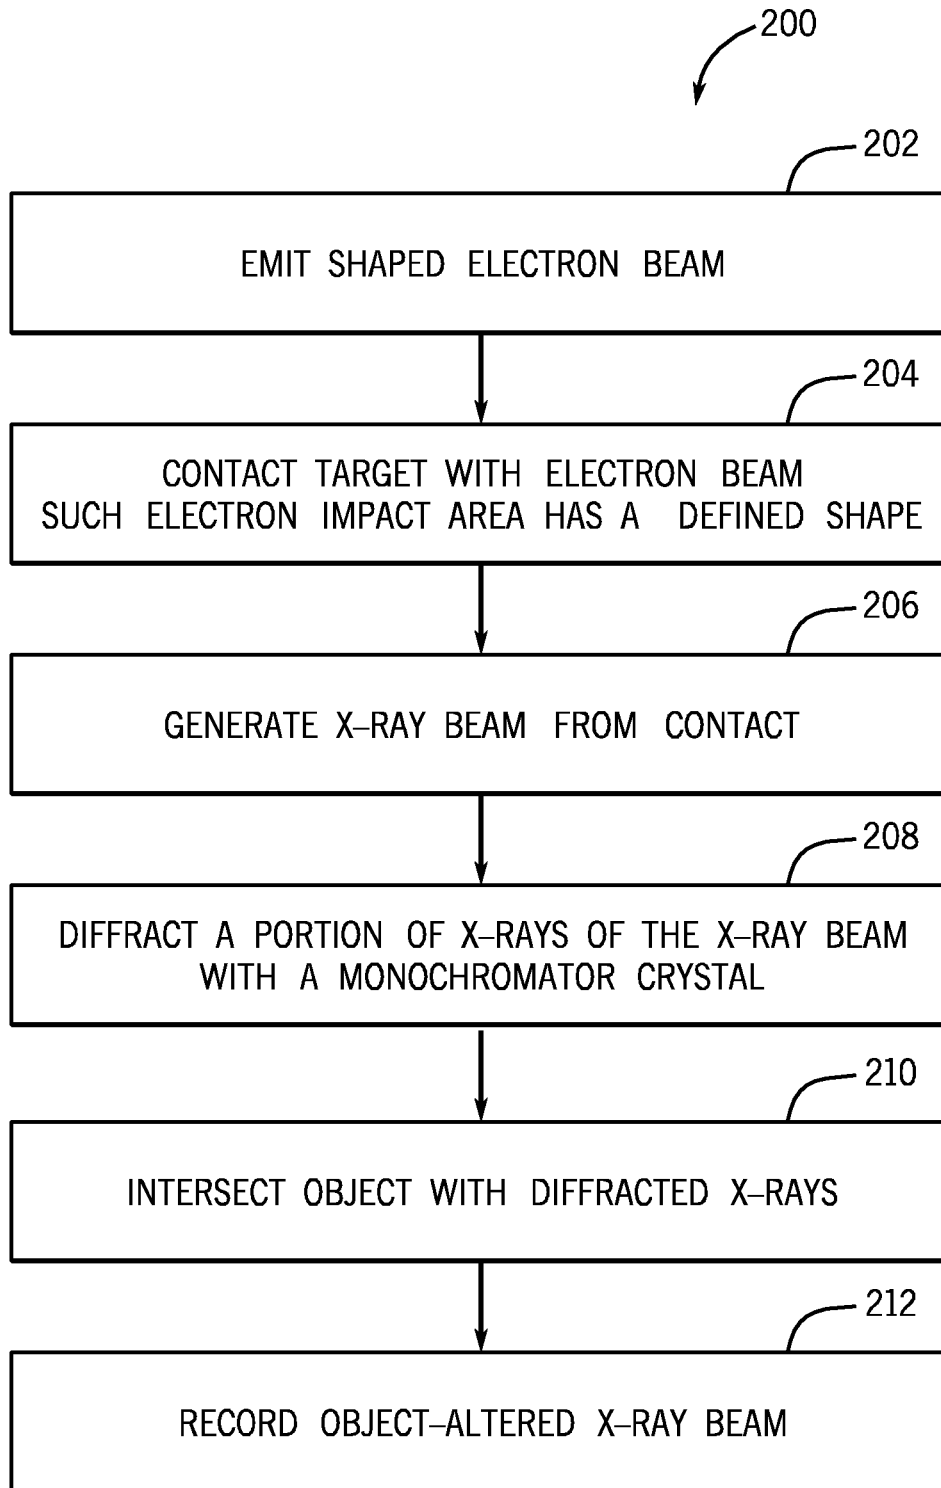 200
202
EMIT SHAPED ELECTRON BEAM
204
CONTACT TARGET WITH ELECTRON BEAM
SUCH ELECTRON IMPACT AREA HAS A DEFINED SHAPE
206
GENERATE X–RAY BEAM FROM CONTACT
208
DIFFRACT A PORTION OF X–RAYS OF THE X–RAY BEAM
WITH A MONOCHROMATOR CRYSTAL
210
INTERSECT OBJECT WITH DIFFRACTED X–RAYS
212
RECORD OBJECT–ALTERED X–RAY BEAM